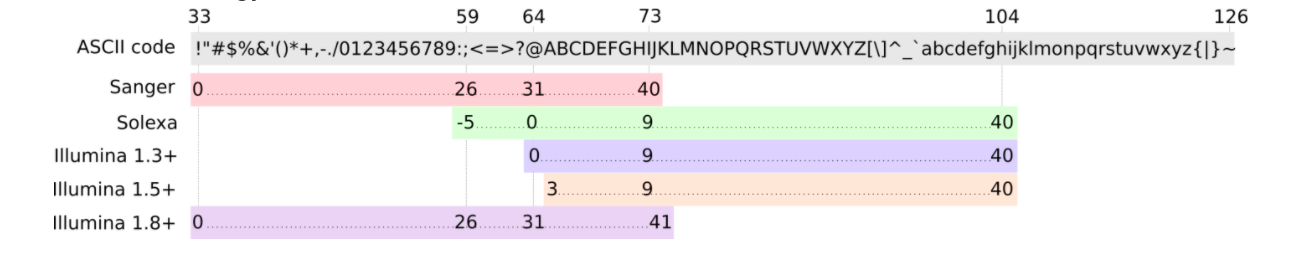 33 59 64 73 104 126
ASCII code !"#$%&'()*+,-./0123456789:;<=>?@ABCDEFGHIJKLMNOPQRSTUVWXYZ[\]^_`abcdefghijklmonpqrstuvwxyz{|}~
Sanger 0 26 31 40
Solexa -5 0 9 40
Illumina 1.3+ 0 9 40
Illumina 1.5+ 3 9 40
Illumina 1.8+ 0 26 31 41